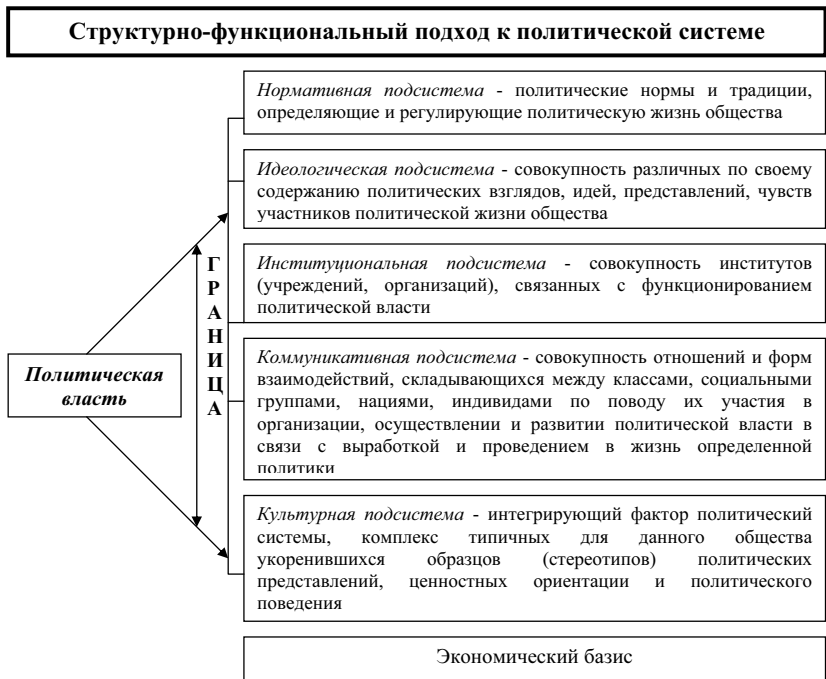 Структурно-функциональный подход к политической системе
Нормативная подсистема - политические нормы и традиции,
определяющие и регулирующие политическую жизнь общества
Идеологическая подсистема - совокупность различных по своему
содержанию политических взглядов, идей, представлений, чувств
участников политической жизни общества
Институциональная подсистема - совокупность институтов
(учреждений, организаций), связанных с функционированием
политической власти
Коммуникативная подсистема - совокупность отношений и форм
взаимодействий, складывающихся между классами, социальными
группами, нациями, индивидами по поводу их участия в
организации, осуществлении и развитии политической власти в
связи с выработкой и проведением в жизнь определенной
политики
Культурная подсистема - интегрирующий фактор политический
системы, комплекс типичных для данного общества
укоренившихся образцов (стереотипов) политических
представлений, ценностных ориентации и политического
поведения
Экономический базис
Политическая
власть
Г
Р
А
Н
И
Ц
А